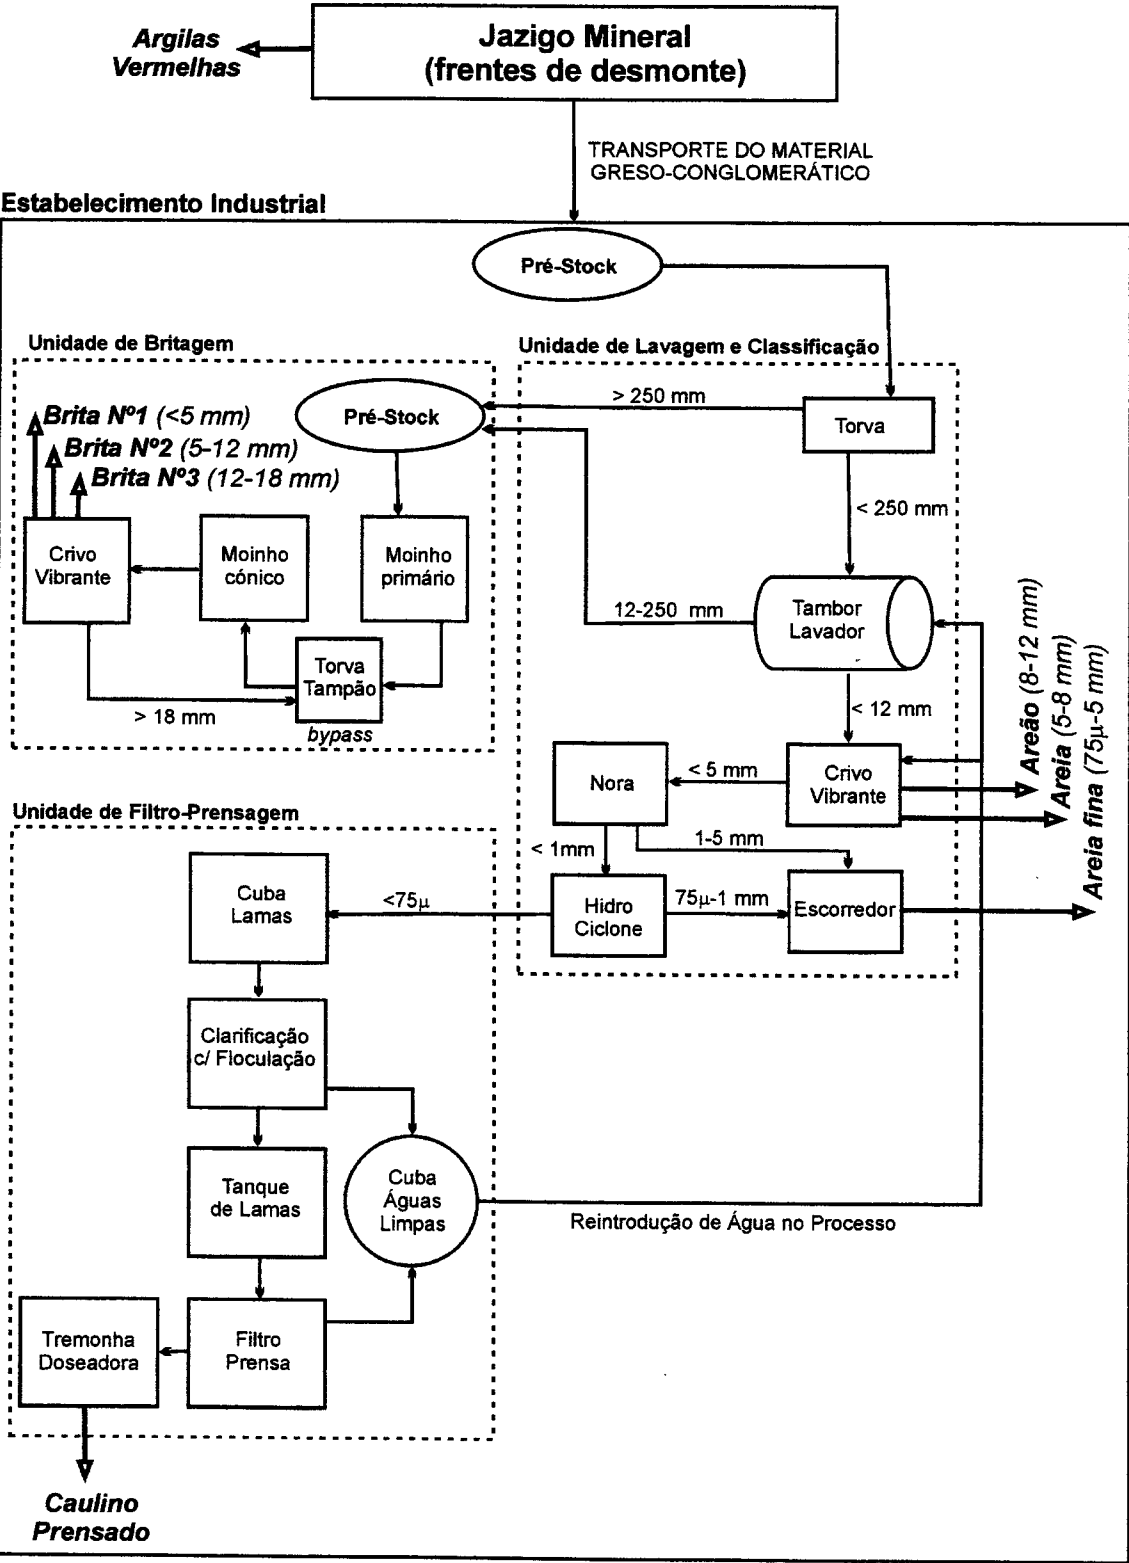 Jazigo Mineral
(frentes de desmonte)
Argilas
Vermelhas
TRANSPORTE DO MATERIAL
GRESO-CONGLOMERÁTICO
Estabelecimento Industrial
Pré-Stock
Unidade de Britagem
Unidade de Lavagem e Classificação
> 250 mm
Pré-Stock
Torva
Brita Nº1 (<5 mm)
Brita Nº2 (5-12 mm)
Brita Nº3 (12-18 mm)
< 250 mm
Crivo
Vibrante
Moinho
cónico
Moinho
primário
12-250 mm
Tambor
Lavador
Torva
Tampão
> 18 mm
bypass
< 12 mm
Areão (8-12 mm)
Areia (5-8 mm)
Areia fina (75µ-5 mm)
Nora
< 5 mm
Crivo
Vibrante
Unidade de Filtro-Prensagem
< 1mm
1-5 mm
Cuba
Lamas
<75µ
Hidro
Ciclone
75µ-1 mm
Escorredor
Clarificação
c/ Floculação
Tanque
de Lamas
Cuba
Águas
Limpas
Reintrodução de Água no Processo
Tremonha
Doseadora
Filtro
Prensa
Caulino
Prensado